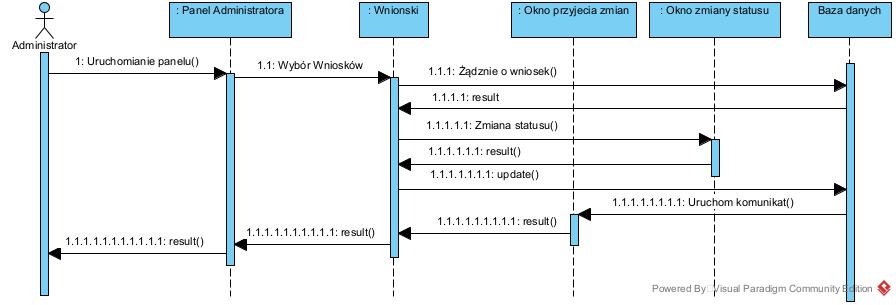 : Panel Administratora
: Wnionski
: Okno przyjecia zmian
: Okno zmiany statusu
Baza danych
Administrator
1: Uruchomianie panelu()
1.1: Wybór Wniosków
1.1.1: Żądznie o wniosek()
1.1.1.1: result
1.1.1.1.1: Zmiana statusu()
1.1.1.1.1.1: result()
1.1.1.1.1.1.1: update()
1.1.1.1.1.1.1.1: Uruchom komunikat()
1.1.1.1.1.1.1.1.1: result()
1.1.1.1.1.1.1.1.1.1: result()
1.1.1.1.1.1.1.1.1.1.1: result()
Powered By Visual Paradigm Community Edition